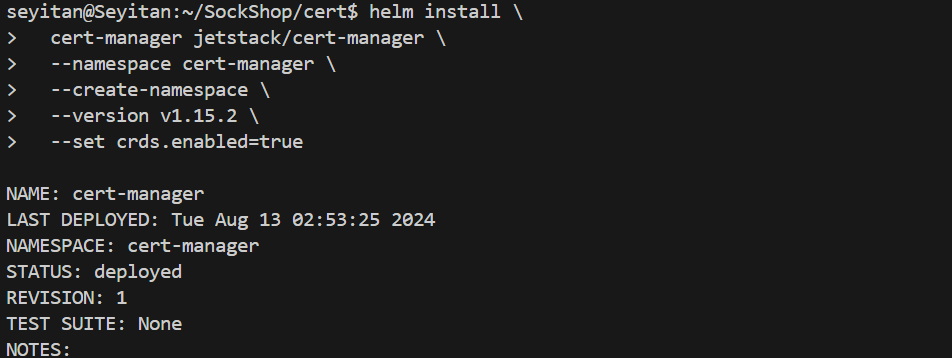 seyitan@Seyitan:~/SockShop/cert$ helm install \
>   cert-manager jetstack/cert-manager \
>   --namespace cert-manager \
>   --create-namespace \
>   --version v1.15.2 \
>   --set crds.enabled=true
NAME: cert-manager
LAST DEPLOYED: Tue Aug 13 02:53:25 2024
NAMESPACE: cert-manager
STATUS: deployed
REVISION: 1
TEST SUITE: None
NOTES: